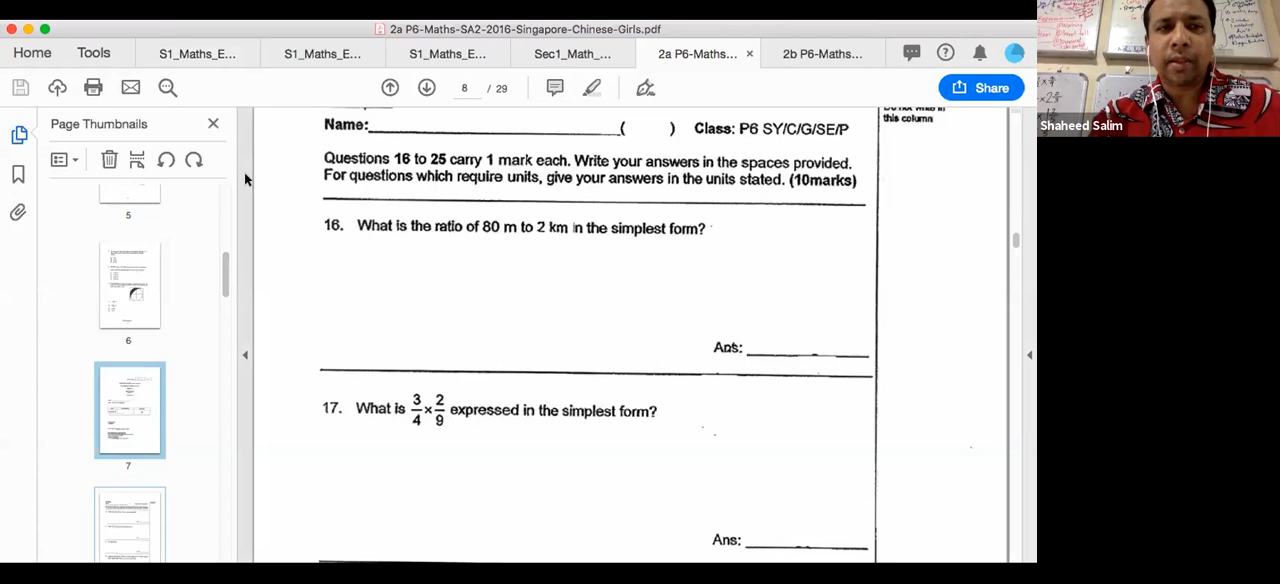 2a P6-Maths-SA2-2016-Singapore-Chinese-Girls.pdf
Home
Tools
S1_Maths_E...
S1_Maths_E...
S1_Maths_E...
Sec1_Math_...
2a P6-Maths...
2b P6-Maths...
8 / 29
Share
Page Thumbnails
5
6
7
Name: ( ) Class: P6 SY/C/G/SE/P
this column
Questions 16 to 25 carry 1 mark each. Write your answers in the spaces provided.
For questions which require units, give your answers in the units stated. (10marks)
16. What is the ratio of 80 m to 2 km in the simplest form?
Ans:
17. What is 3/4 × 2/9 expressed in the simplest form?
Ans:
Shaheed Salim